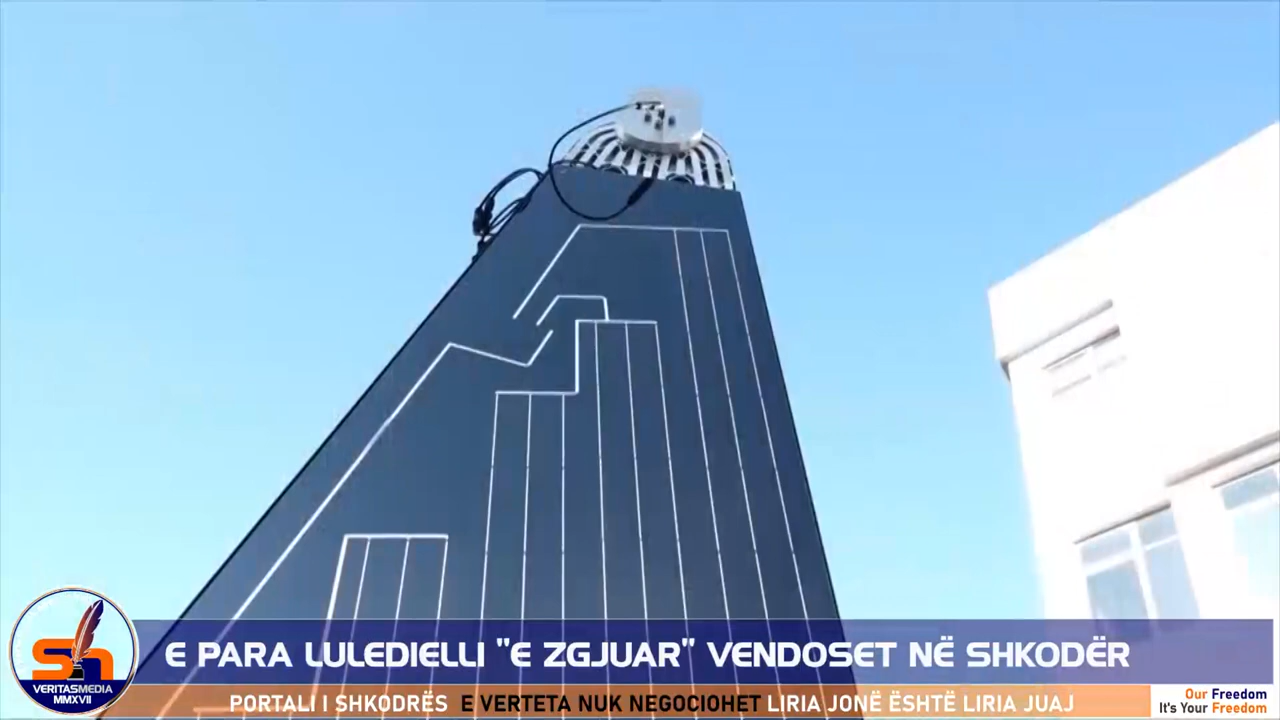 E PARA LULEDIELLI "E ZGJUAR" VENDOSET NË SHKODËR
PORTALI I SHKODRËS E VERTETA NUK NEGOCIOHET LIRIA JONË ËSHTË LIRIA JUAJ
Our Freedom
It's Your Freedom
Sh
VERITASMEDIA
MMXVII